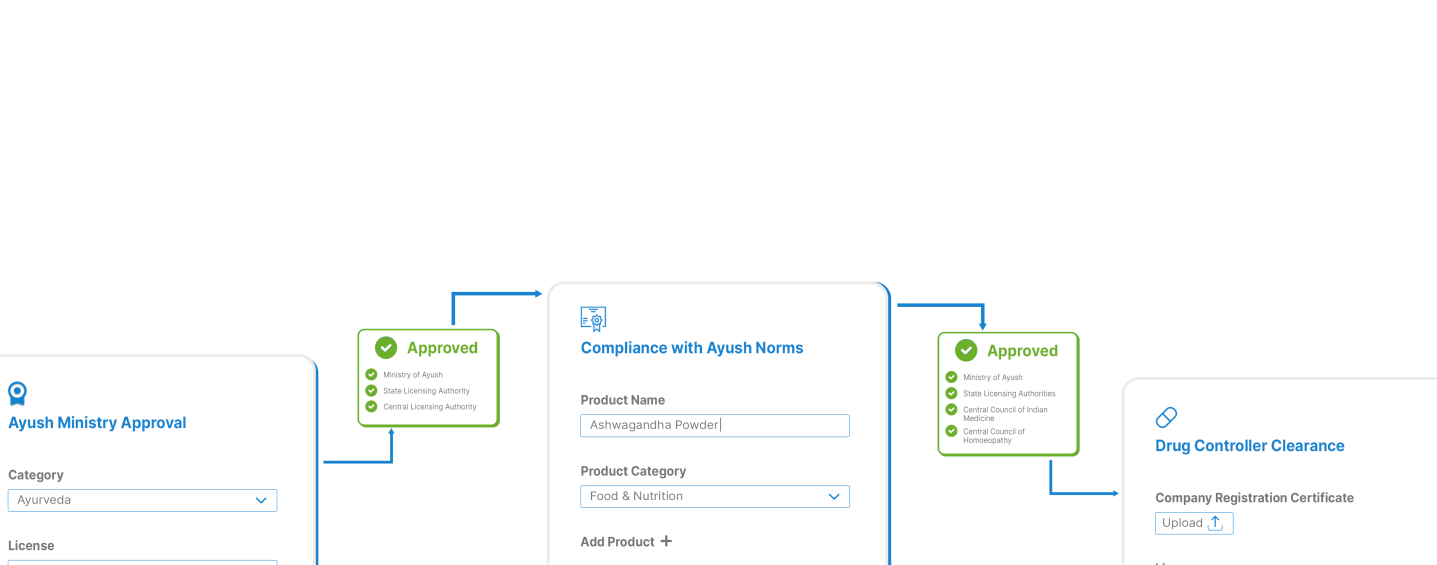 Ayush Ministry Approval
Category
Ayurveda
License
Approved
Ministry of Ayush
State Licensing Authority
Central Licensing Authority
Compliance with Ayush Norms
Product Name
Ashwagandha Powder
Product Category
Food & Nutrition
Add Product
Approved
Ministry of Ayush
State Licensing Authorities
Central Council of Indian
Medicine
Central Council of
Homoeopathy
Drug Controller Clearance
Company Registration Certificate
Upload